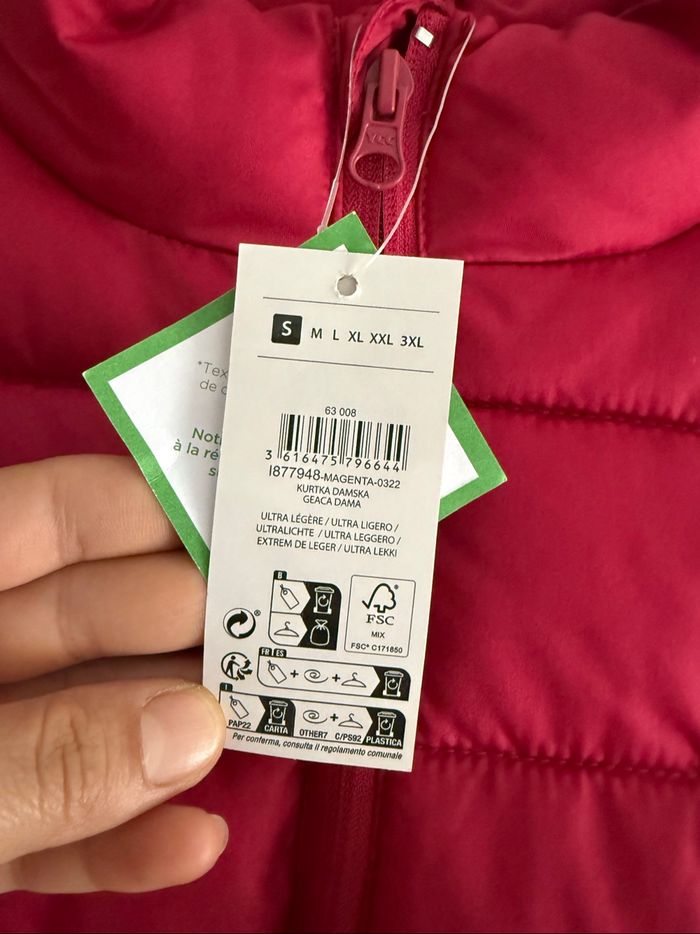 YCC
S M L XL XXL 3XL
*Tex
de c
Not
à la ré
s
63 008
3 616475 796644
I877948-MAGENTA-0322
KURTKA DAMSKA
GEACA DAMA
ULTRA LÉGÈRE / ULTRA LIGERO /
ULTRALICHTE / ULTRA LEGGERO /
EXTREM DE LEGER / ULTRA LEKKI
B
FSC®
MIX
FSC® C171850
FR | ES
I
PAP22 CARTA OTHER7 C/PS92 PLASTICA
Per conferma, consulta il regolamento comunale